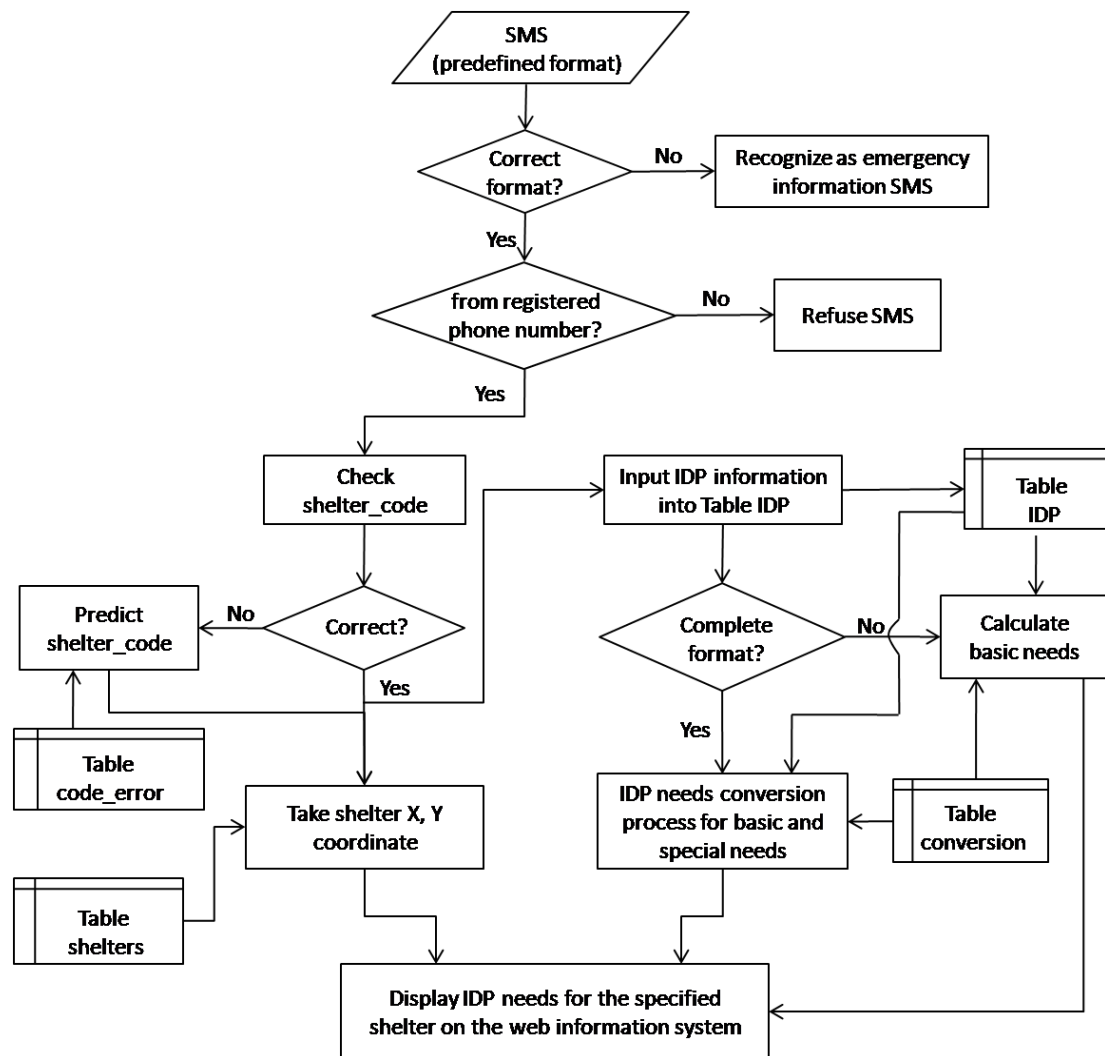 SMS
(predefined format)
Correct
format?
No
Recognize as emergency
information SMS
Yes
from registered
phone number?
No
Refuse SMS
Yes
Check
shelter_code
Input IDP information
into Table IDP
Table
IDP
Predict
shelter_code
No
Correct?
Yes
Complete
format?
No
Calculate
basic needs
Yes
Table
code_error
Take shelter X, Y
coordinate
IDP needs conversion
process for basic and
special needs
Table
conversion
Table
shelters
Display IDP needs for the specified
shelter on the web information system